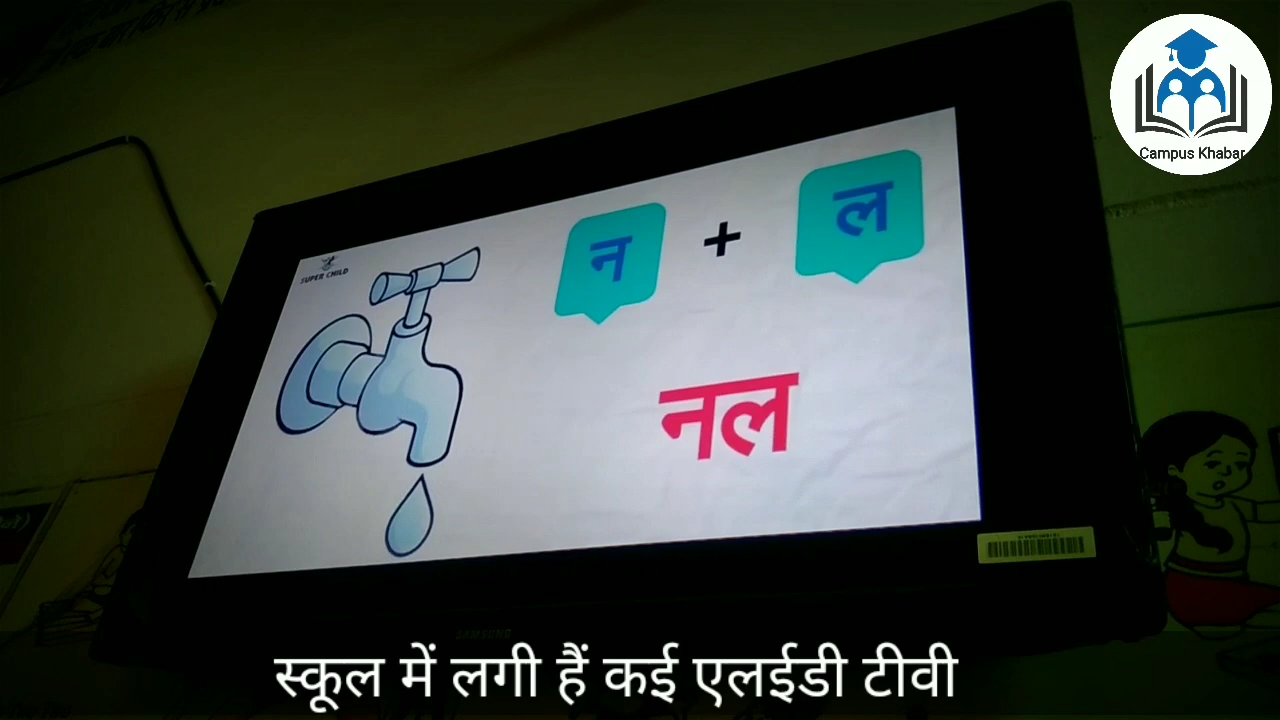 Campus Khabar
SUPER CHILD
न + ल
नल
SAMSUNG
स्कूल में लगी हैं कई एलईडी टीवी